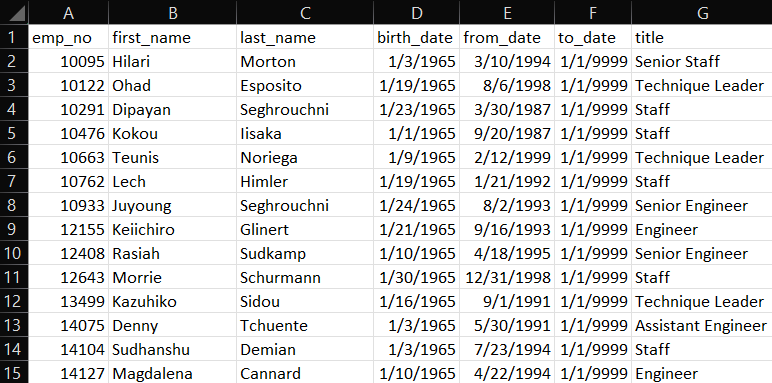 A B C D E F G
1 emp_no first_name last_name birth_date from_date to_date title
2 10095 Hilari Morton 1/3/1965 3/10/1994 1/1/9999 Senior Staff
3 10122 Ohad Esposito 1/19/1965 8/6/1998 1/1/9999 Technique Leader
4 10291 Dipayan Seghrouchni 1/23/1965 3/30/1987 1/1/9999 Staff
5 10476 Kokou Iisaka 1/1/1965 9/20/1987 1/1/9999 Staff
6 10663 Teunis Noriega 1/9/1965 2/12/1999 1/1/9999 Technique Leader
7 10762 Lech Himler 1/19/1965 1/21/1992 1/1/9999 Staff
8 10933 Juyoung Seghrouchni 1/24/1965 8/2/1993 1/1/9999 Senior Engineer
9 12155 Keiichiro Glinert 1/21/1965 9/16/1993 1/1/9999 Engineer
10 12408 Rasiah Sudkamp 1/10/1965 4/18/1995 1/1/9999 Senior Engineer
11 12643 Morrie Schurmann 1/30/1965 12/31/1998 1/1/9999 Staff
12 13499 Kazuhiko Sidou 1/16/1965 9/1/1991 1/1/9999 Technique Leader
13 14075 Denny Tchuente 1/3/1965 5/30/1991 1/1/9999 Assistant Engineer
14 14104 Sudhanshu Demian 1/3/1965 7/23/1994 1/1/9999 Staff
15 14127 Magdalena Cannard 1/10/1965 4/22/1994 1/1/9999 Engineer